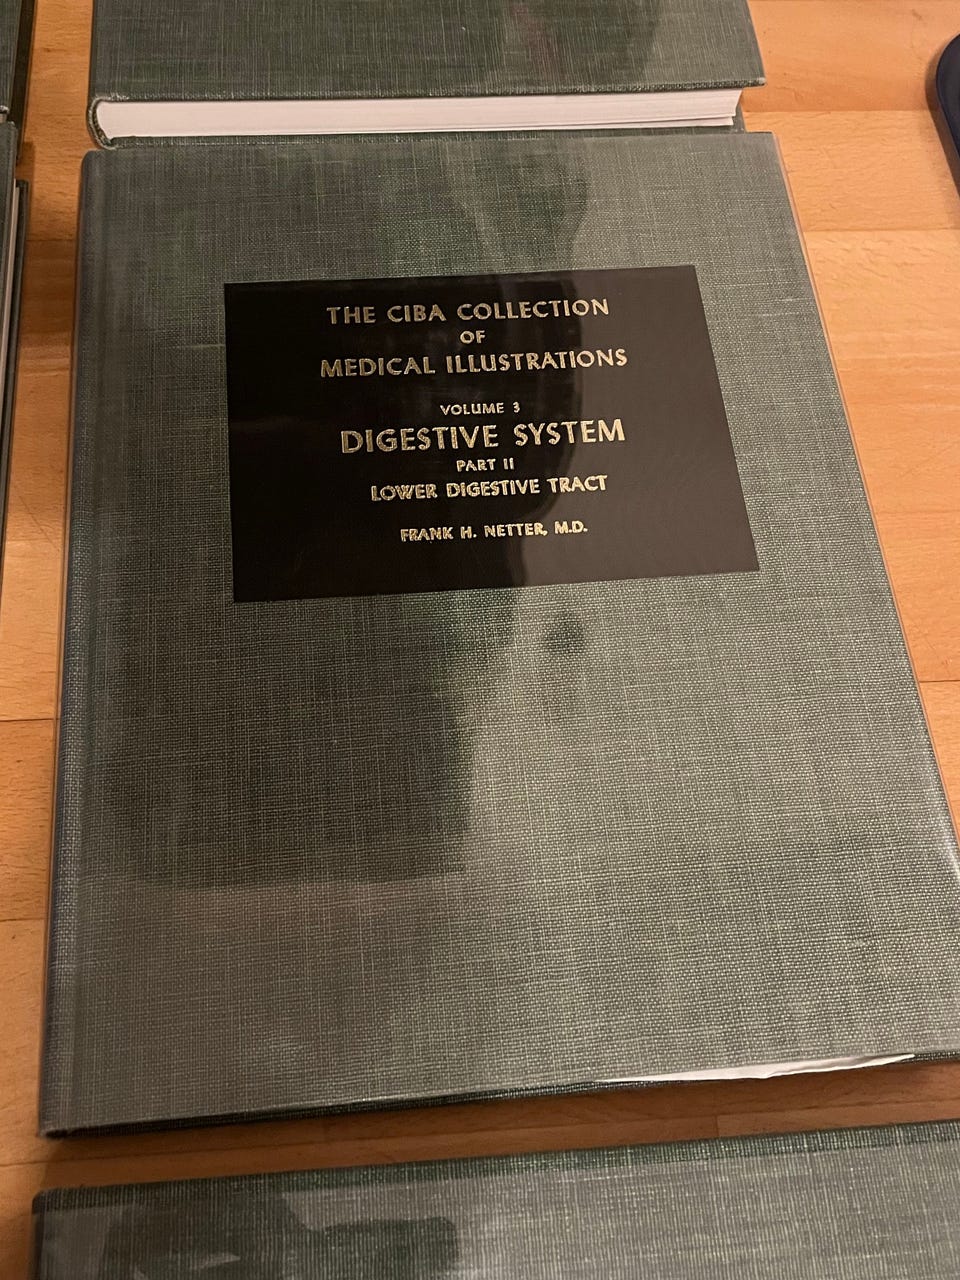 THE CIBA COLLECTION
OF
MEDICAL ILLUSTRATIONS
VOLUME 3
DIGESTIVE SYSTEM
PART II
LOWER DIGESTIVE TRACT
FRANK H. NETTER, M.D.